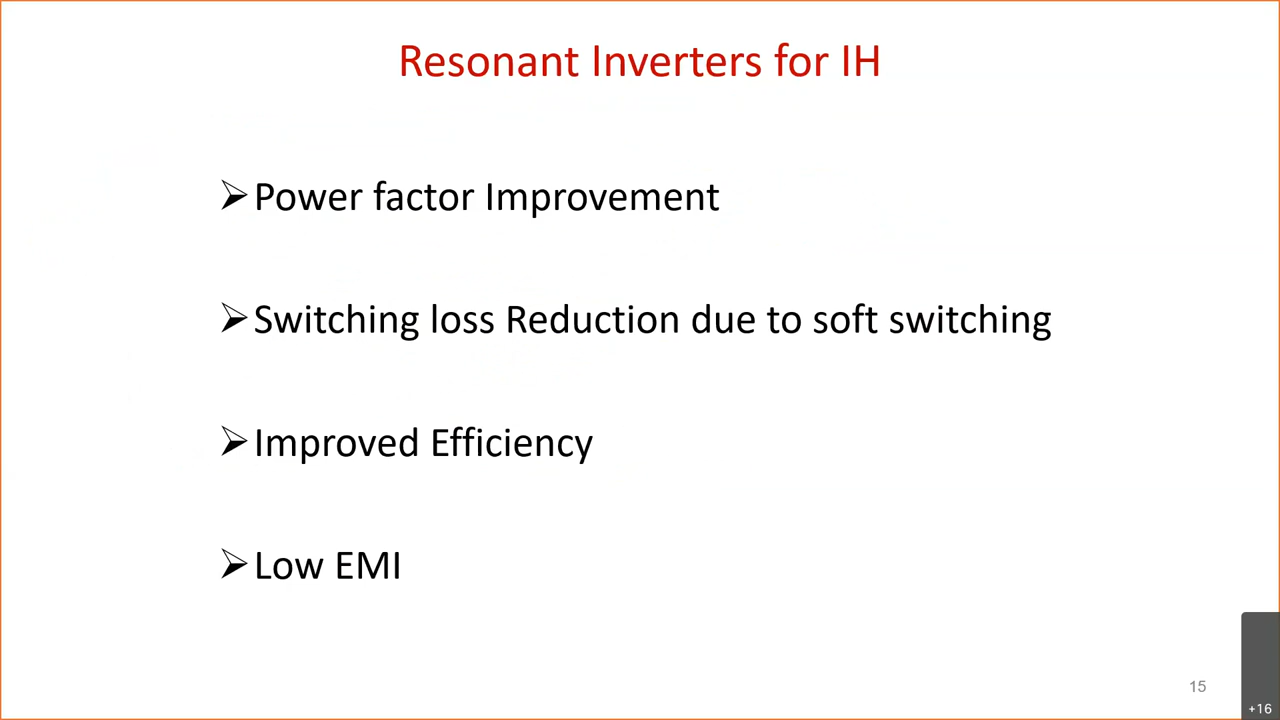 Resonant Inverters for IH
➢Power factor Improvement
➢Switching loss Reduction due to soft switching
➢Improved Efficiency
➢Low EMI
15
+16